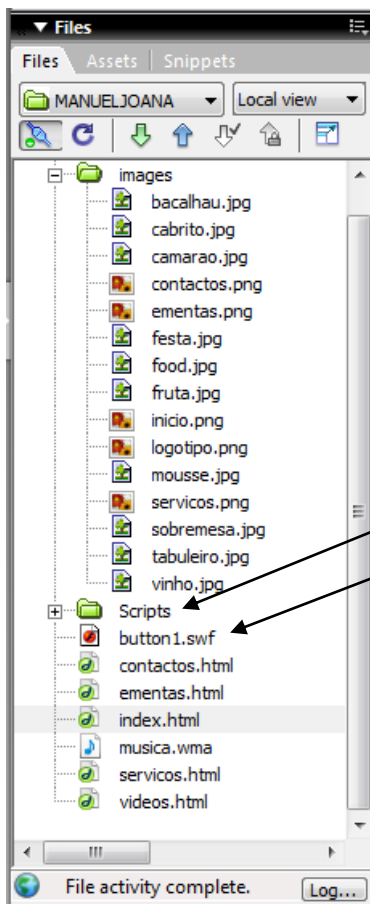 Files
Files Assets Snippets
MANUELJOANA Local view
images
bacalhau.jpg
cabrito.jpg
camarao.jpg
contactos.png
ementas.png
festa.jpg
food.jpg
fruta.jpg
inicio.png
logotipo.png
mousse.jpg
servicos.png
sobremesa.jpg
tabuleiro.jpg
vinho.jpg
Scripts
button1.swf
contactos.html
ementas.html
index.html
musica.wma
servicos.html
videos.html
File activity complete. Log...